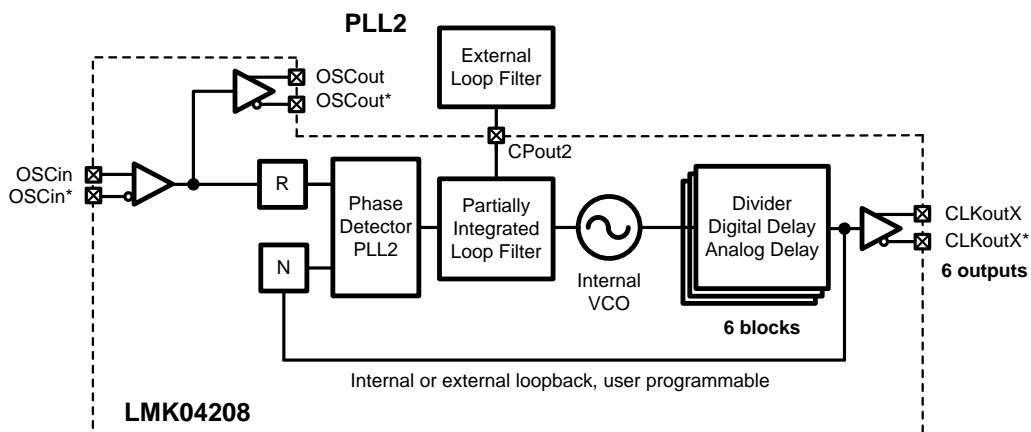 PLL2
External
Loop Filter
OSCout
OSCout*
CPout2
OSCin
OSCin*
R
N
Phase
Detector
PLL2
Partially
Integrated
Loop Filter
Internal
VCO
Divider
Digital Delay
Analog Delay
6 blocks
CLKoutX
CLKoutX*
6 outputs
Internal or external loopback, user programmable
LMK04208